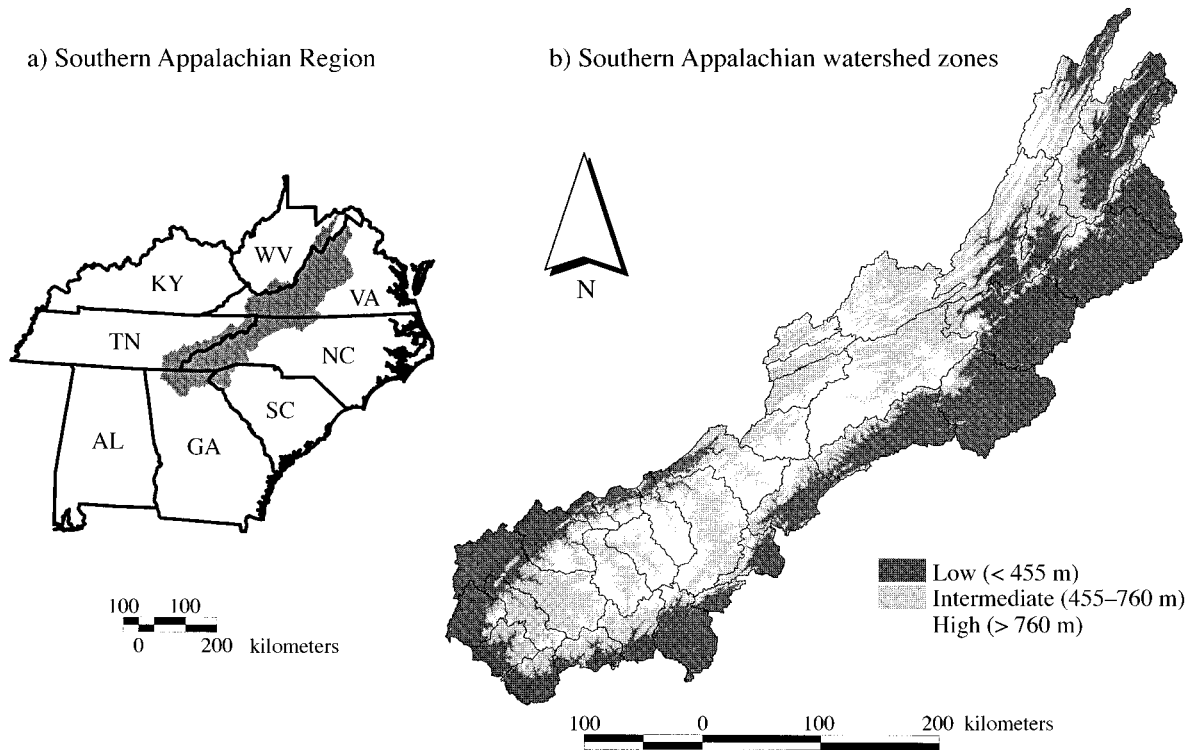 a) Southern Appalachian Region
b) Southern Appalachian watershed zones
N
WV
KY
VA
TN
NC
SC
AL
GA
Low (< 455 m)
Intermediate (455–760 m)
High (> 760 m)
100 100
0 200 kilometers
100 0 100 200 kilometers